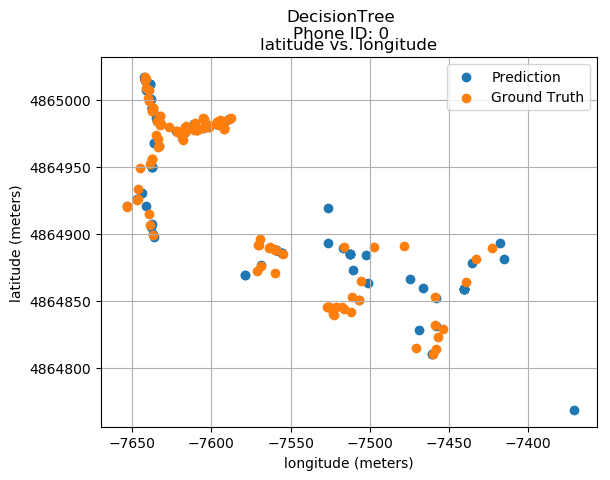 DecisionTree
Phone ID: 0
latitude vs. longitude
Prediction
Ground Truth
4865000
4864950
4864900
4864850
4864800
latitude (meters)
−7650 −7600 −7550 −7500 −7450 −7400
longitude (meters)